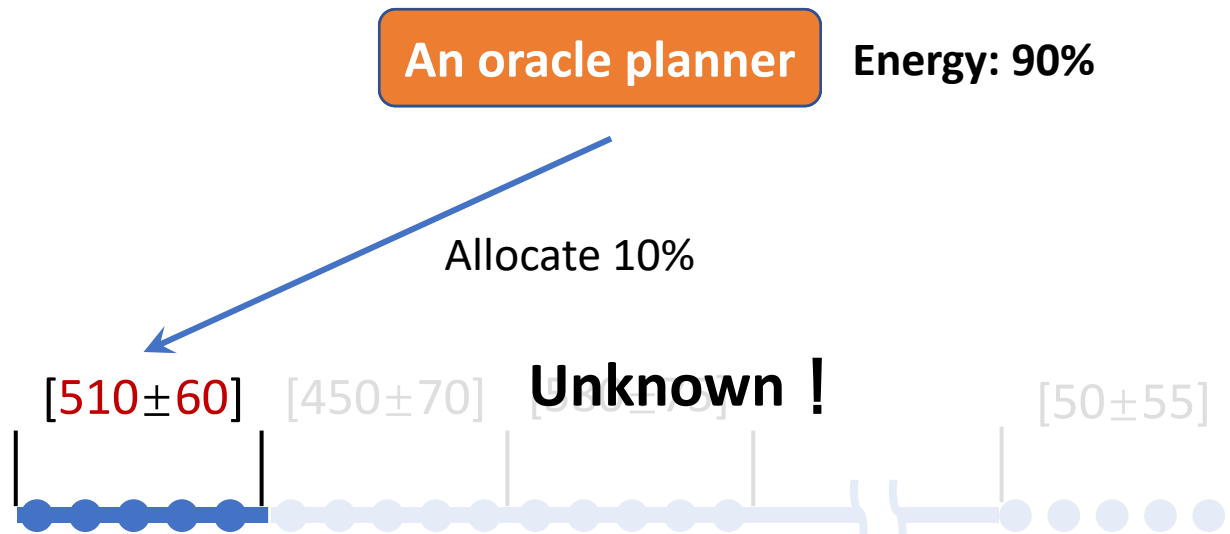 An oracle planner
Energy: 90%
Allocate 10%
[510±60]
[450±70]
Unknown !
[50±55]